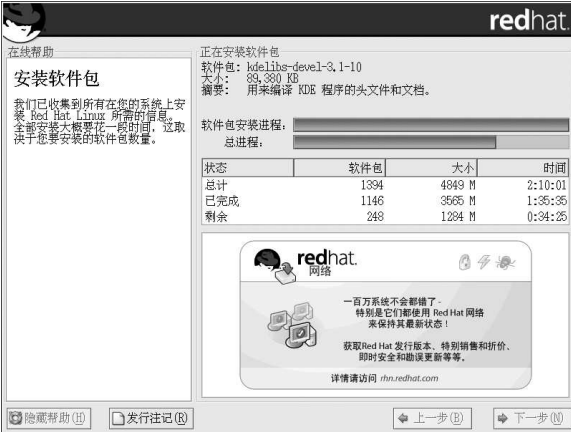 redhat.
在线帮助
安装软件包
我们已收集到所有在您的系统上安
装 Red Hat Linux 所需的信息。
全部安装大概要花一段时间，这取
决于您要安装的软件包数量。
正在安装软件包
软件包: kdelibs-devel-3.1-10
大小: 89,380 KB
摘要: 用来编译 KDE 程序的头文件和文档。
软件包安装进程:
总进程:
状态 软件包 大小 时间
总计 1394 4849 M 2:10:01
已完成 1146 3565 M 1:35:35
剩余 248 1284 M 0:34:25
redhat.
网络
一百万系统不会都错了 -
特别是它们都使用 Red Hat 网络
来保持其最新状态！
获取Red Hat 发行版本、特别销售和折价、
即时安全和勘误更新等等。
详情请访问 rhn.redhat.com
隐藏帮助(H) 发行注记(R) 上一步(B) 下一步(N)